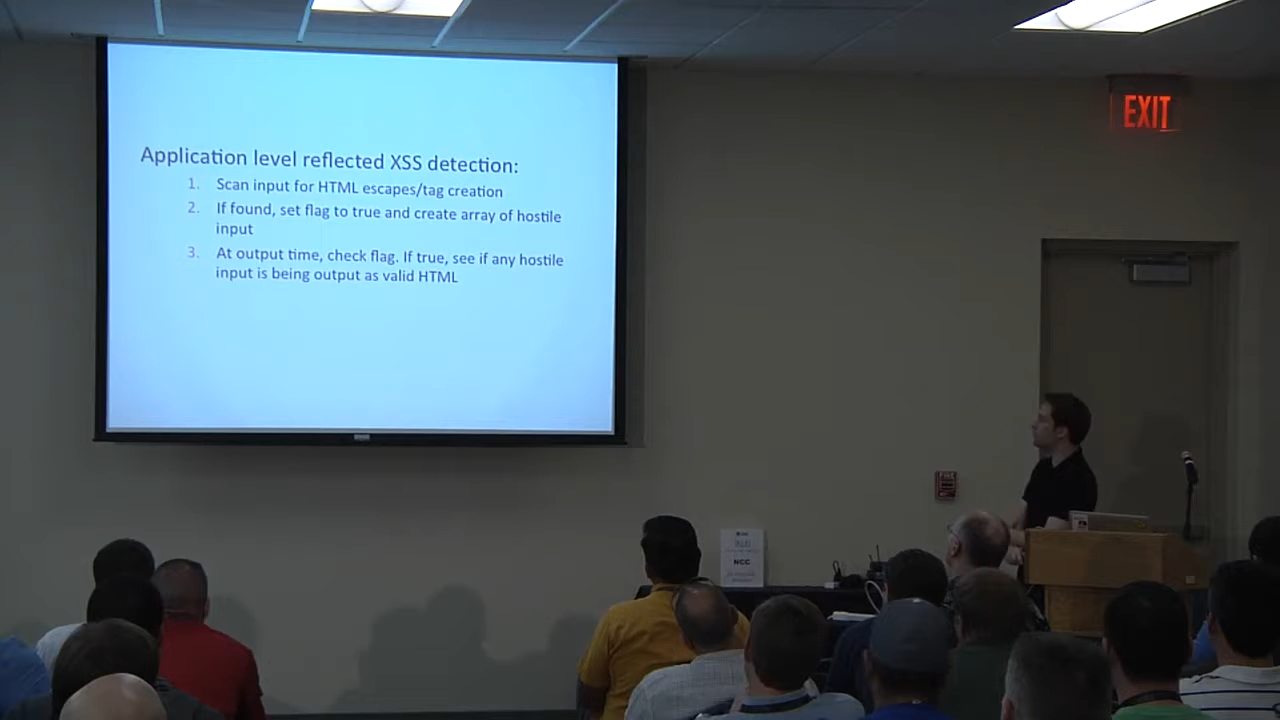 Application level reflected XSS detection:
1. Scan input for HTML escapes/tag creation
2. If found, set flag to true and create array of hostile
input
3. At output time, check flag. If true, see if any hostile
input is being output as valid HTML
EXIT
FIRE
NCC